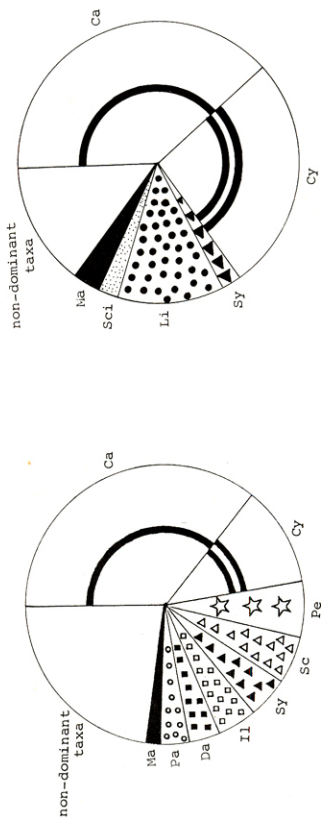 Ca
non-dominant
taxa
Ma
Sci
Li
Sy
Cy
Ca
non-dominant
taxa
Ma
Pa
Da
Il
Sy
Sc
Pe
Cy